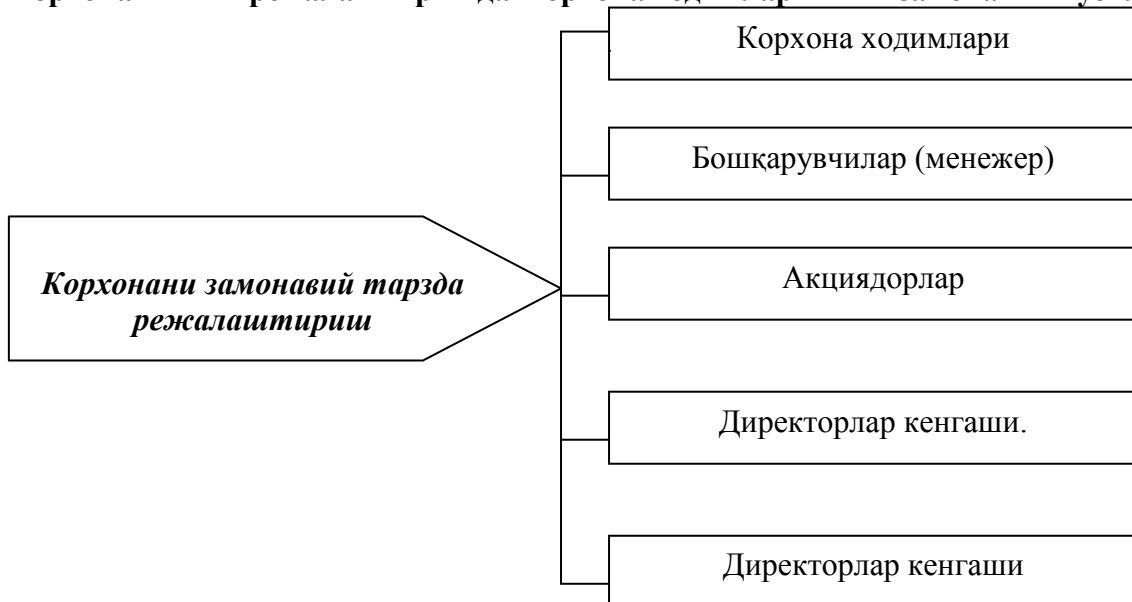 Корхона ходимлари
Бошқарувчилар (менежер)
Акциядорлар
Корхонани замонавий тарзда
режалаштириш
Директорлар кенгаши.
Директорлар кенгаши